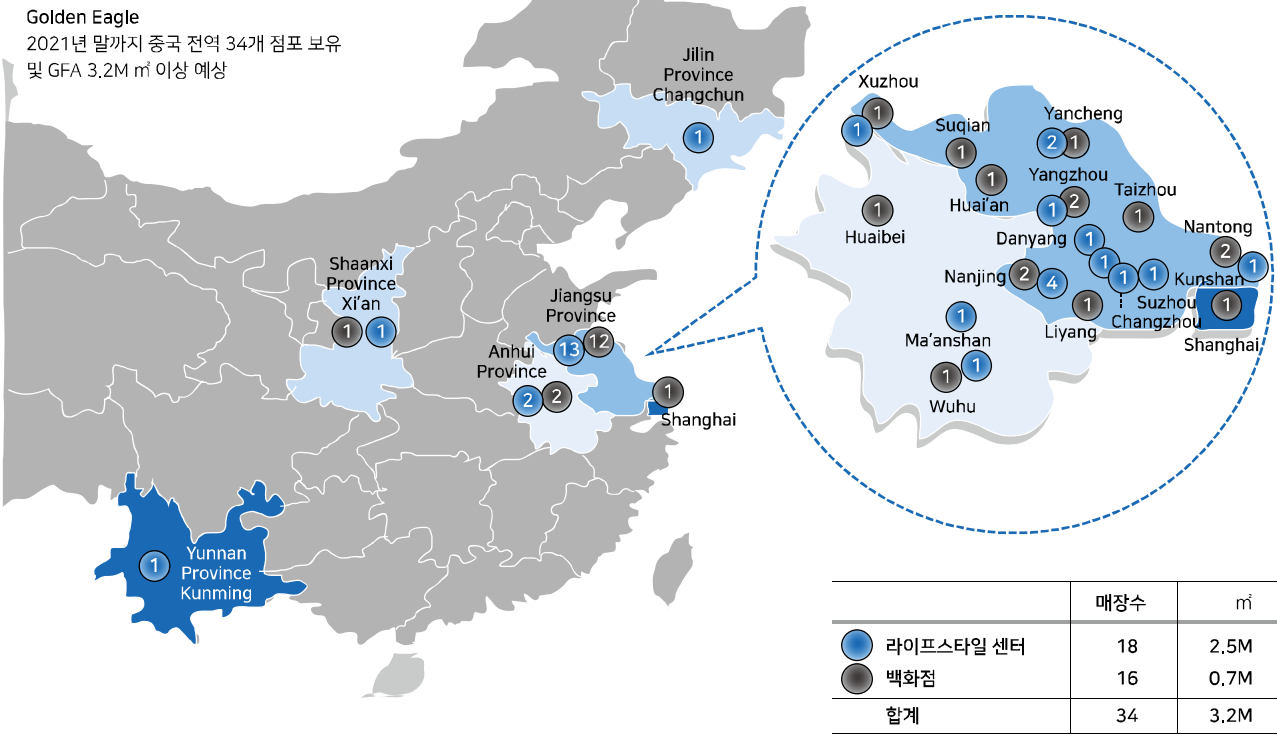 Golden Eagle
2021년 말까지 중국 전역 34개 점포 보유
및 GFA 3.2M ㎡ 이상 예상
Jilin
Province
Changchun
1
Shaanxi
Province
Xi'an
1 1
Jiangsu
Province
13 12
Anhui
Province
2 2
1
Shanghai
1
Yunnan
Province
Kunming
Xuzhou
1
1
Suqian
1
Yancheng
2 1
1
Huai'an
Yangzhou
1 2
Taizhou
1
1
Huaibei
Danyang
1
Nantong
2
1
Nanjing
2 4
1
1
1
Kunshan
Suzhou
Changzhou
1
Liyang
1
Shanghai
1
Ma'anshan
1
1
Wuhu
매장수 ㎡
라이프스타일 센터 18 2.5M
백화점 16 0.7M
합계 34 3.2M